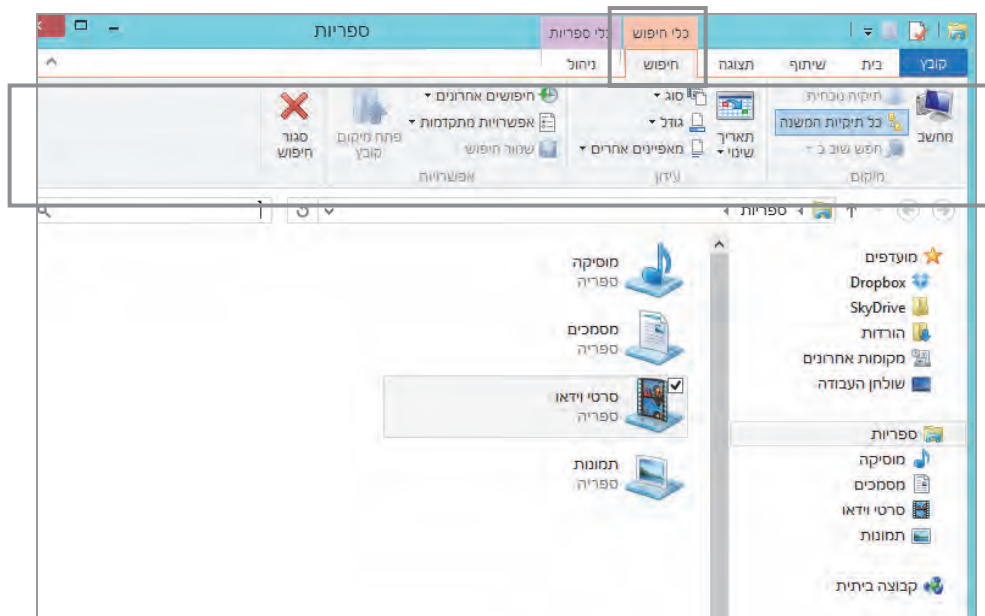 ספריות
כלי ספריות
כלי חיפוש
קובץ
בית
שיתוף
תצוגה
חיפוש
ניהול
מחשב
תיקיה נוכחית
כל תיקיות המשנה
חפש שוב ב
מיקום
תאריך שינוי
סוג
גודל
מאפיינים אחרים
עידון
חיפושים אחרונים
אפשרויות מתקדמות
שמור חיפוש
פתח מיקום קובץ
אפשרויות
סגור חיפוש
ספריות
מועדפים
Dropbox
SkyDrive
הורדות
מקומות אחרונים
שולחן העבודה
ספריות
מוסיקה
מסמכים
סרטי וידאו
תמונות
קבוצה ביתית
מוסיקה
ספריה
מסמכים
ספריה
סרטי וידאו
ספריה
תמונות
ספריה